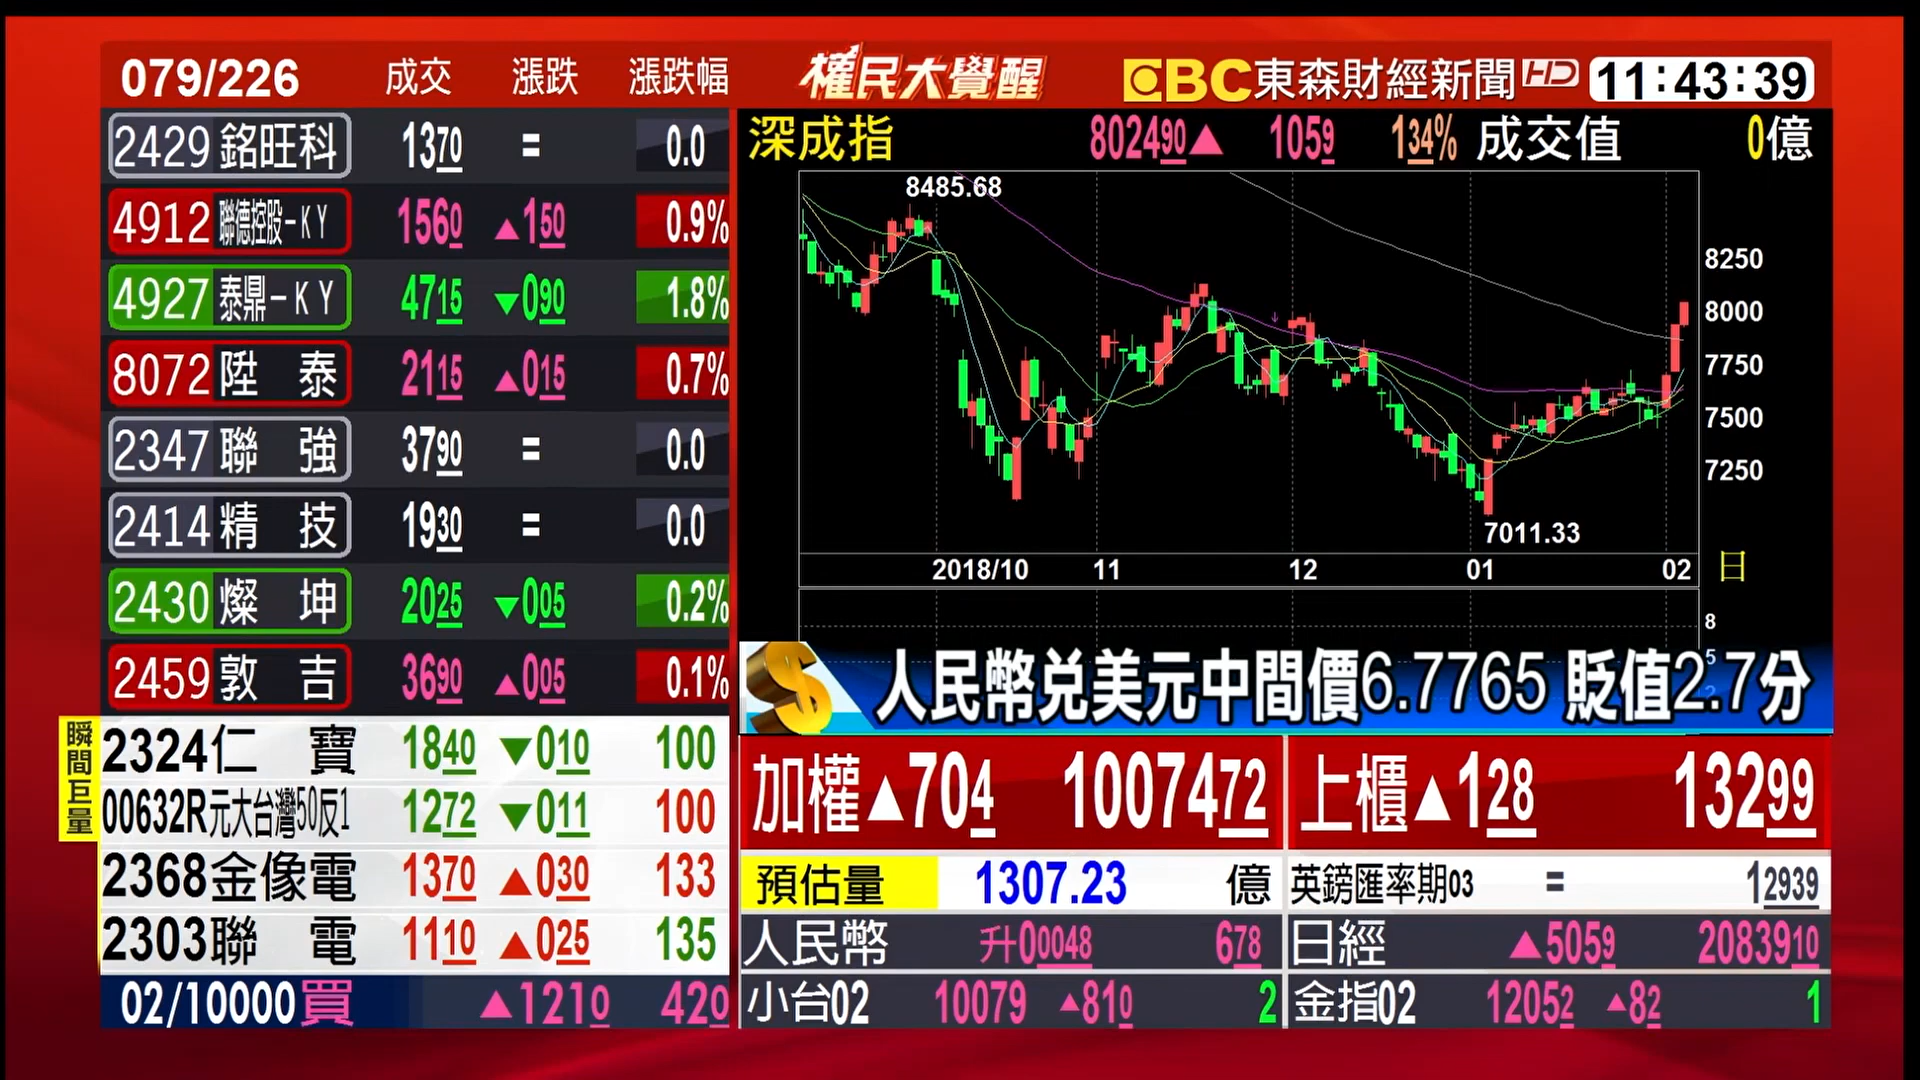 079/226 成交 漲跌 漲跌幅
權民大覺醒
EBC東森財經新聞 HD 11:43:39
2429 銘旺科 1370 = 0.0
4912 聯德控股-KY 1560 ▲150 0.9%
4927 泰鼎-KY 4715 ▼090 1.8%
8072 陞泰 2115 ▲015 0.7%
2347 聯強 3790 = 0.0
2414 精技 1930 = 0.0
2430 燦坤 2025 ▼005 0.2%
2459 敦吉 3690 ▲005 0.1%
瞬間巨量
2324仁寶 1840 ▼010 100
00632R元大台灣50反1 1272 ▼011 100
2368金像電 1370 ▲030 133
2303聯電 1110 ▲025 135
02/10000買 ▲1210 420
深成指 802490▲ 1059 134% 成交值 0億
8485.68
8250
8000
7750
7500
7250
7011.33
2018/10 11 12 01 02 日
8
5
2
人民幣兌美元中間價6.7765 貶值2.7分
加權▲704 1007472
上櫃▲128 13299
預估量 1307.23 億
英鎊匯率期03 = 12939
人民幣 升00048 678
日經 ▲5059 2083910
小台02 10079 ▲810 2
金指02 12052 ▲82 1